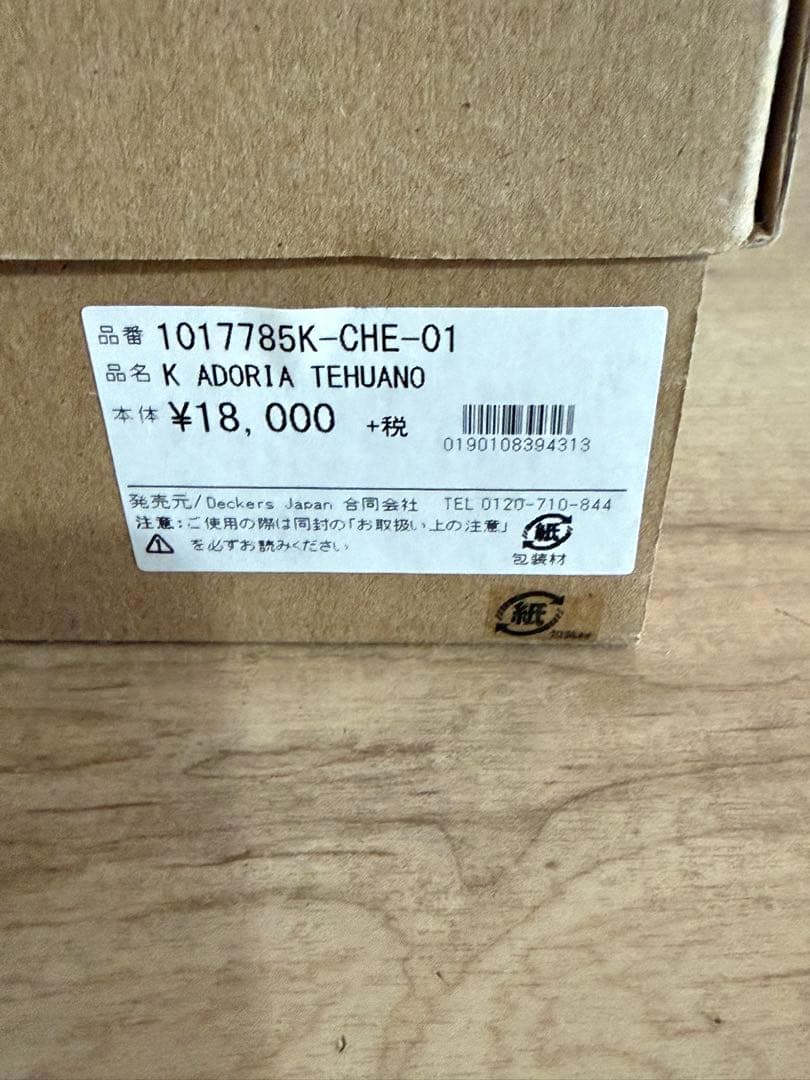 品番 1017785K-CHE-01
品名 K ADORIA TEHUANO
本体 ¥18,000 +税
0190108394313
発売元/Deckers Japan 合同会社 TEL 0120-710-844
注意:ご使用の際は同封の「お取扱い上の注意」
を必ずお読みください
紙
包装材
紙